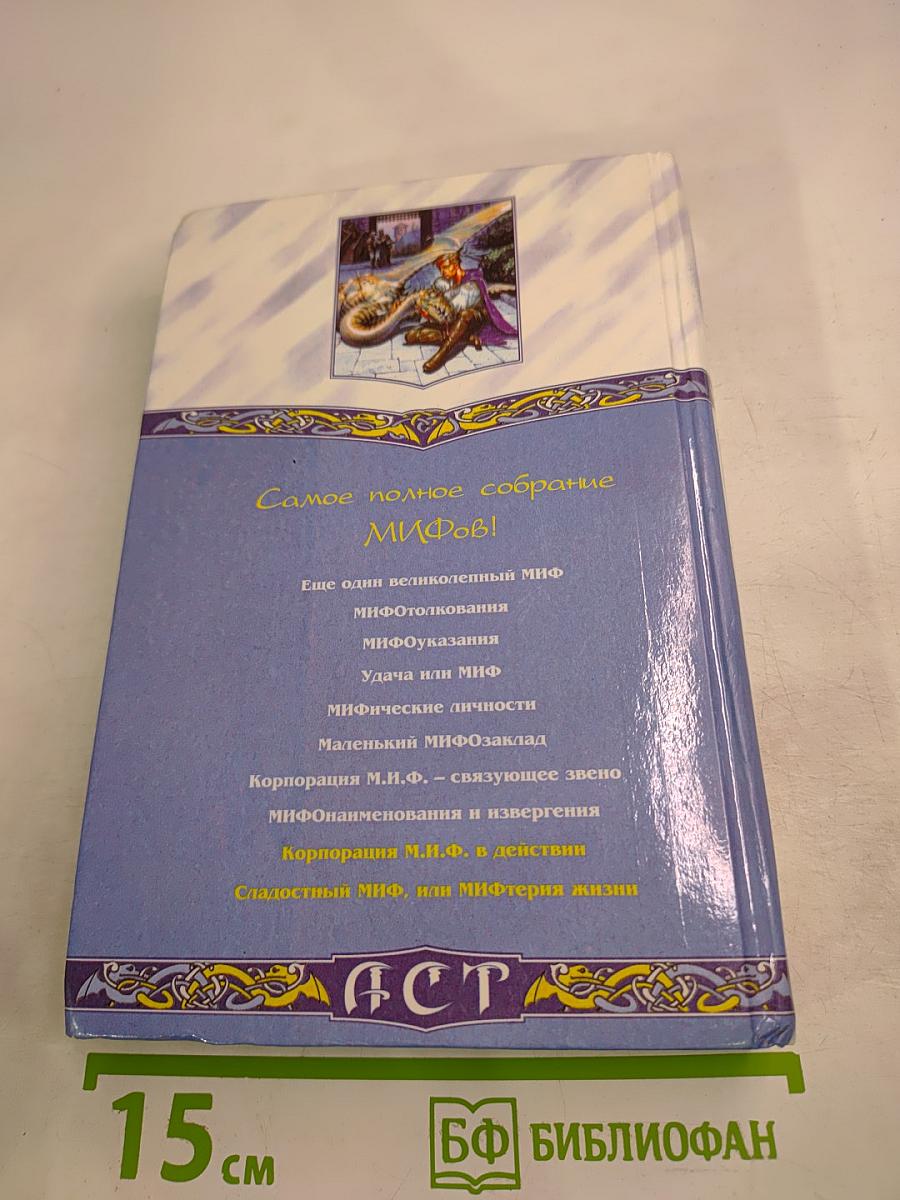 Самое полное собрание
МИФов!
Еще один великолепный МИФ
МИФОтолкования
МИФОуказания
Удача или МИФ
МИФические личности
Маленький МИФОзаклад
Корпорация М.И.Ф. – связующее звено
МИФОнаименования и извергения
Корпорация М.И.Ф. в действии
Сладостный МИФ, или МИФтерия жизни
АСТ
15 см
БФ БИБЛИОФАН